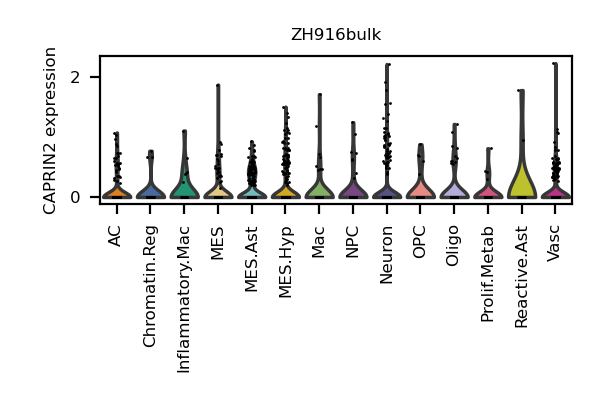 ZH916bulk
CAPRIN2 expression
2
0
AC
Chromatin.Reg
Inflammatory.Mac
MES
MES.Ast
MES.Hyp
Mac
NPC
Neuron
OPC
Oligo
Prolif.Metab
Reactive.Ast
Vasc